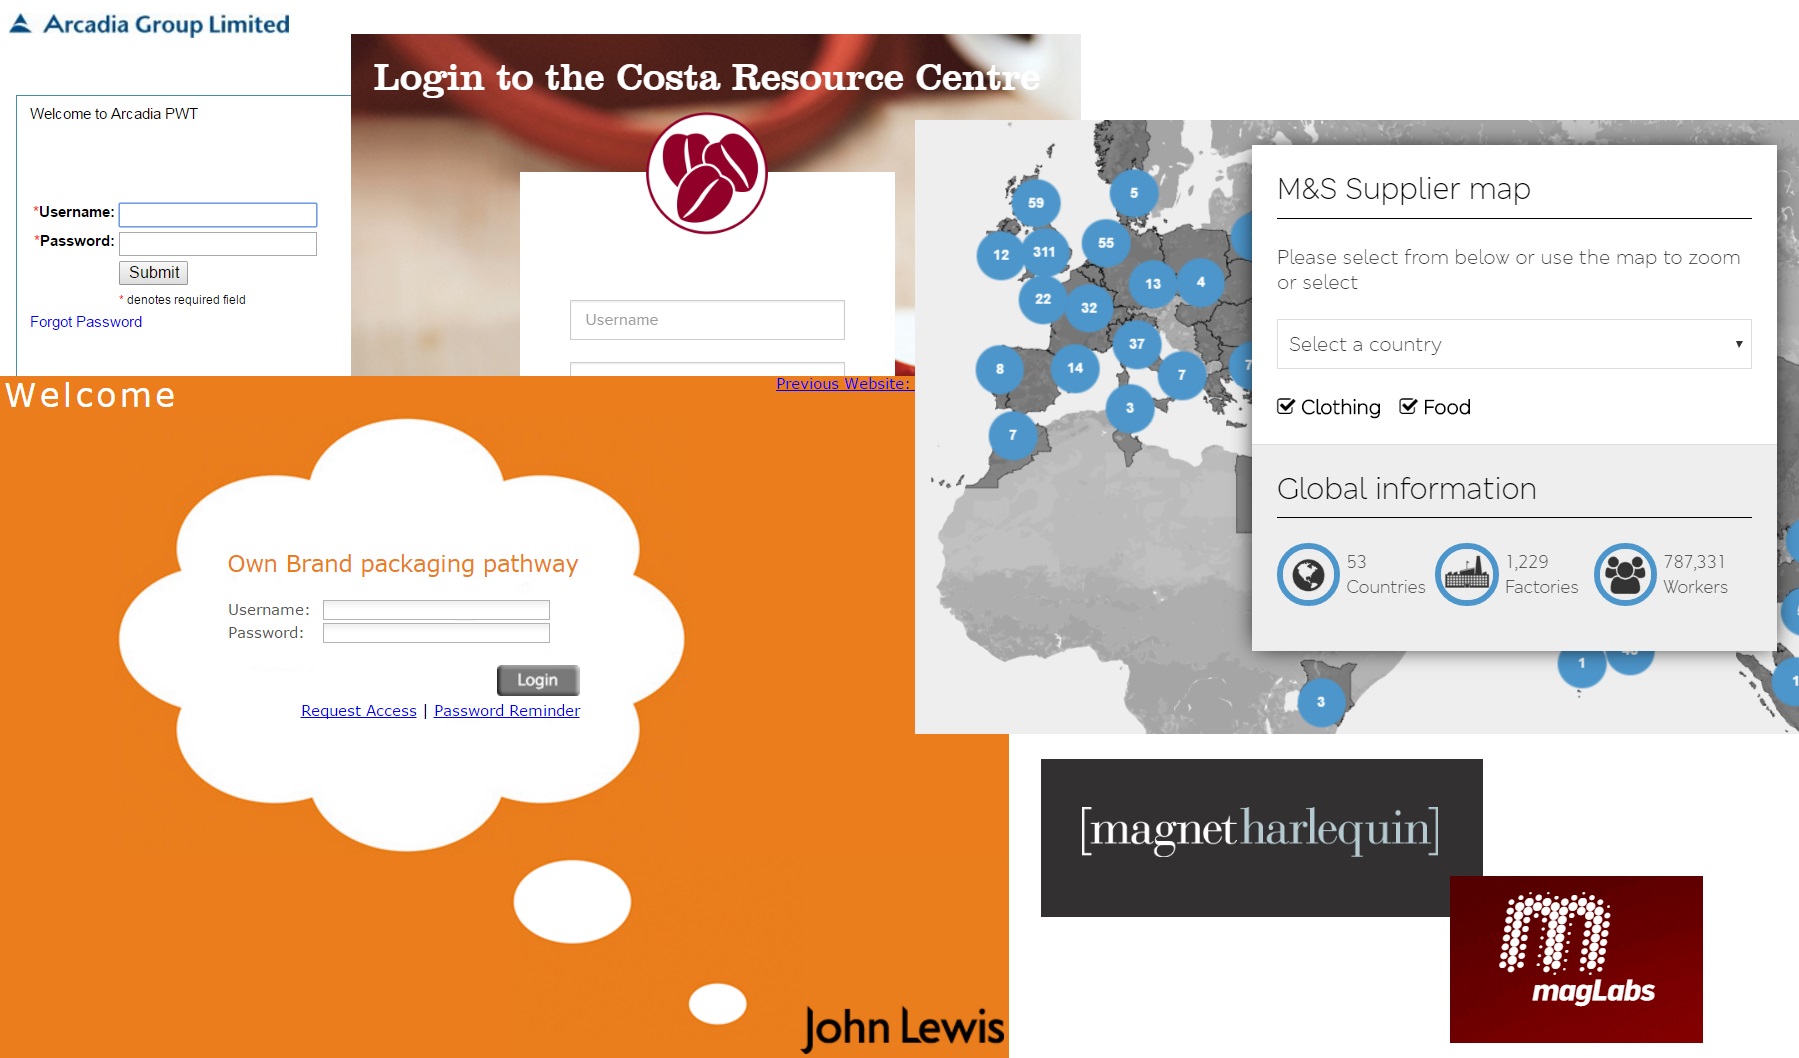 Arcadia Group Limited
Welcome to Arcadia PWT
*Username:
*Password:
Submit
* denotes required field
Forgot Password
Login to the Costa Resource Centre
Username
M&S Supplier map
Please select from below or use the map to zoom
or select
Select a country
Clothing Food
Global information
53
Countries
1,229
Factories
787,331
Workers
5
59
55
12
311
13
4
22
32
37
8
14
7
7
3
7
1
3
1
Welcome
Previous Website:
Own Brand packaging pathway
Username:
Password:
Login
Request Access | Password Reminder
John Lewis
[magnetharlequin]
magLabs